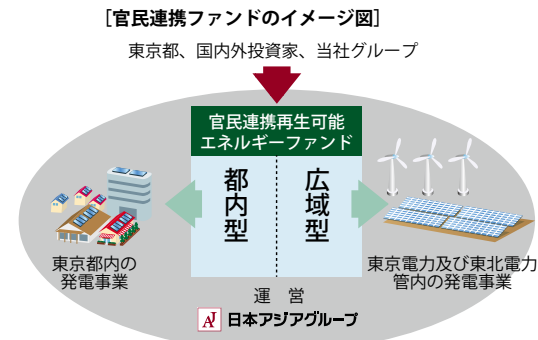 ［官民連携ファンドのイメージ図］
東京都、国内外投資家、当社グループ
官民連携再生可能
エネルギーファンド
都内型
広域型
東京都内の
発電事業
東京電力及び東北電力
管内の発電事業
運　営
AJ 日本アジアグループ